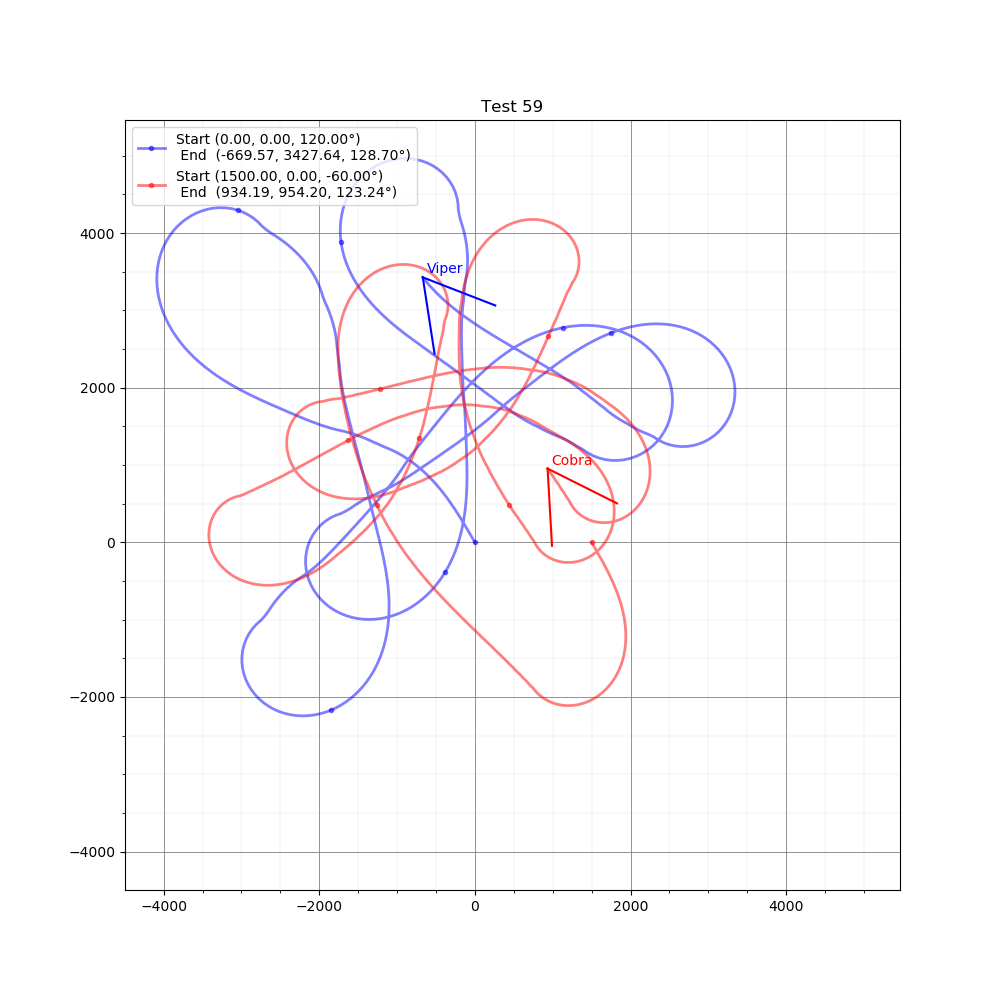 Test 59
Start (0.00, 0.00, 120.00°)
End (-669.57, 3427.64, 128.70°)
Start (1500.00, 0.00, -60.00°)
End (934.19, 954.20, 123.24°)
4000
Viper
2000
Cobra
0
−2000
−4000
−4000 −2000 0 2000 4000